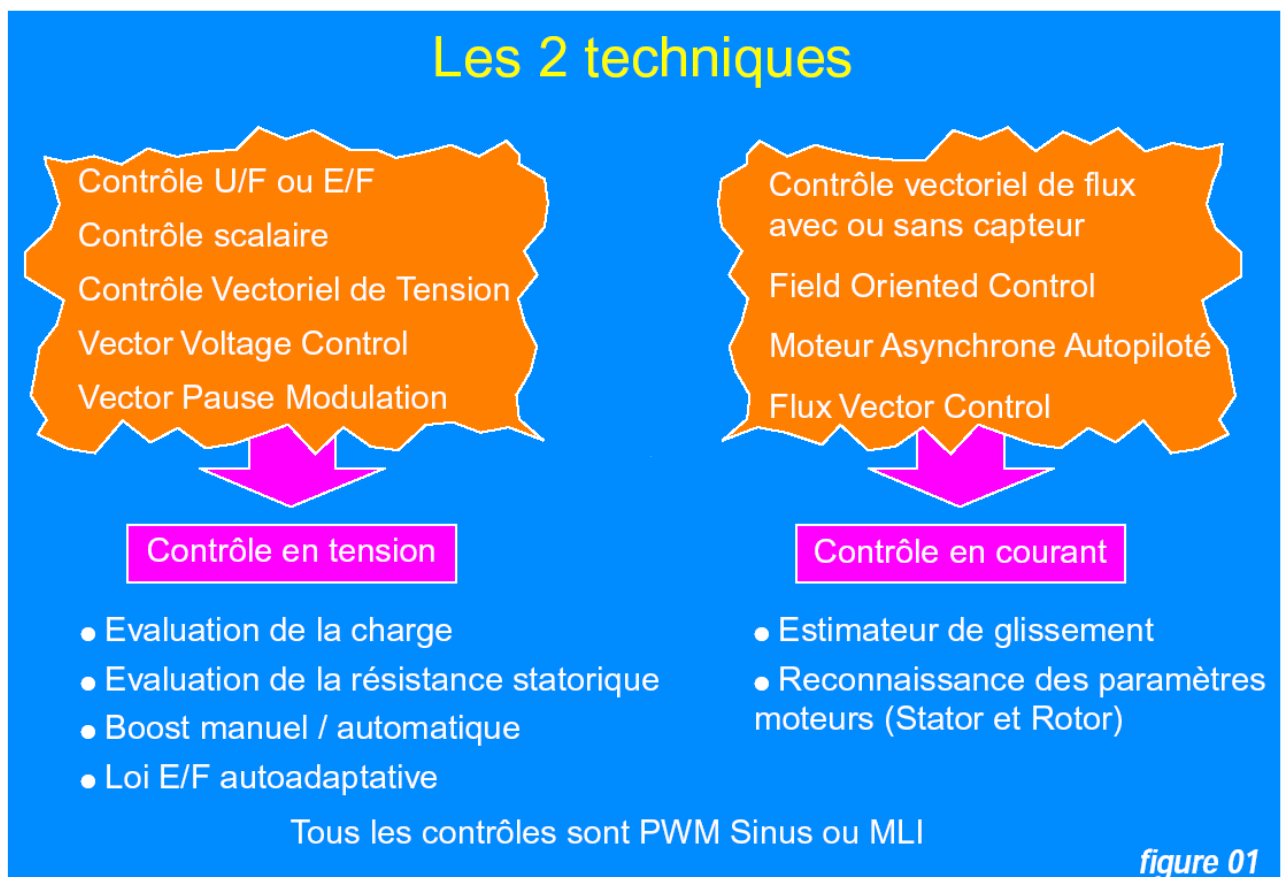 Les 2 techniques
Contrôle U/F ou E/F
Contrôle scalaire
Contrôle Vectoriel de Tension
Vector Voltage Control
Vector Pause Modulation
Contrôle en tension
● Evaluation de la charge
● Evaluation de la résistance statorique
● Boost manuel / automatique
● Loi E/F autoadaptative
Contrôle vectoriel de flux
avec ou sans capteur
Field Oriented Control
Moteur Asynchrone Autopiloté
Flux Vector Control
Contrôle en courant
● Estimateur de glissement
● Reconnaissance des paramètres
moteurs (Stator et Rotor)
Tous les contrôles sont PWM Sinus ou MLI
figure 01